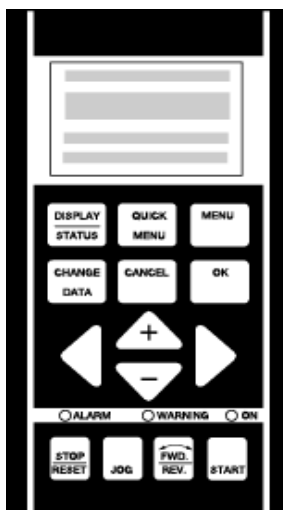 DISPLAY QUICK MENU
STATUS MENU
CHANGE CANCEL OK
DATA
+
−
ALARM WARNING ON
STOP FWD.
RESET JOG REV. START